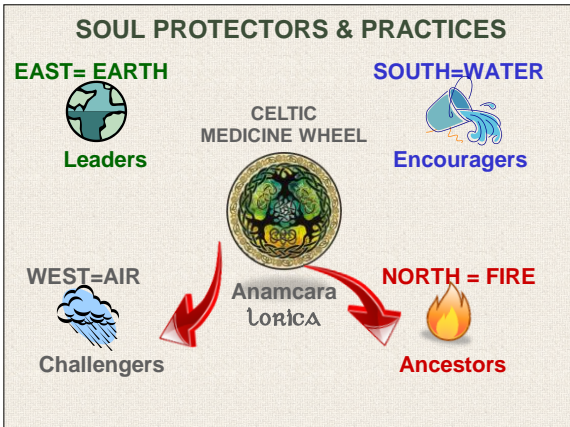 SOUL PROTECTORS & PRACTICES
EAST= EARTH
Leaders
SOUTH=WATER
Encouragers
CELTIC
MEDICINE WHEEL
Anamcara
Lorica
WEST=AIR
Challengers
NORTH = FIRE
Ancestors